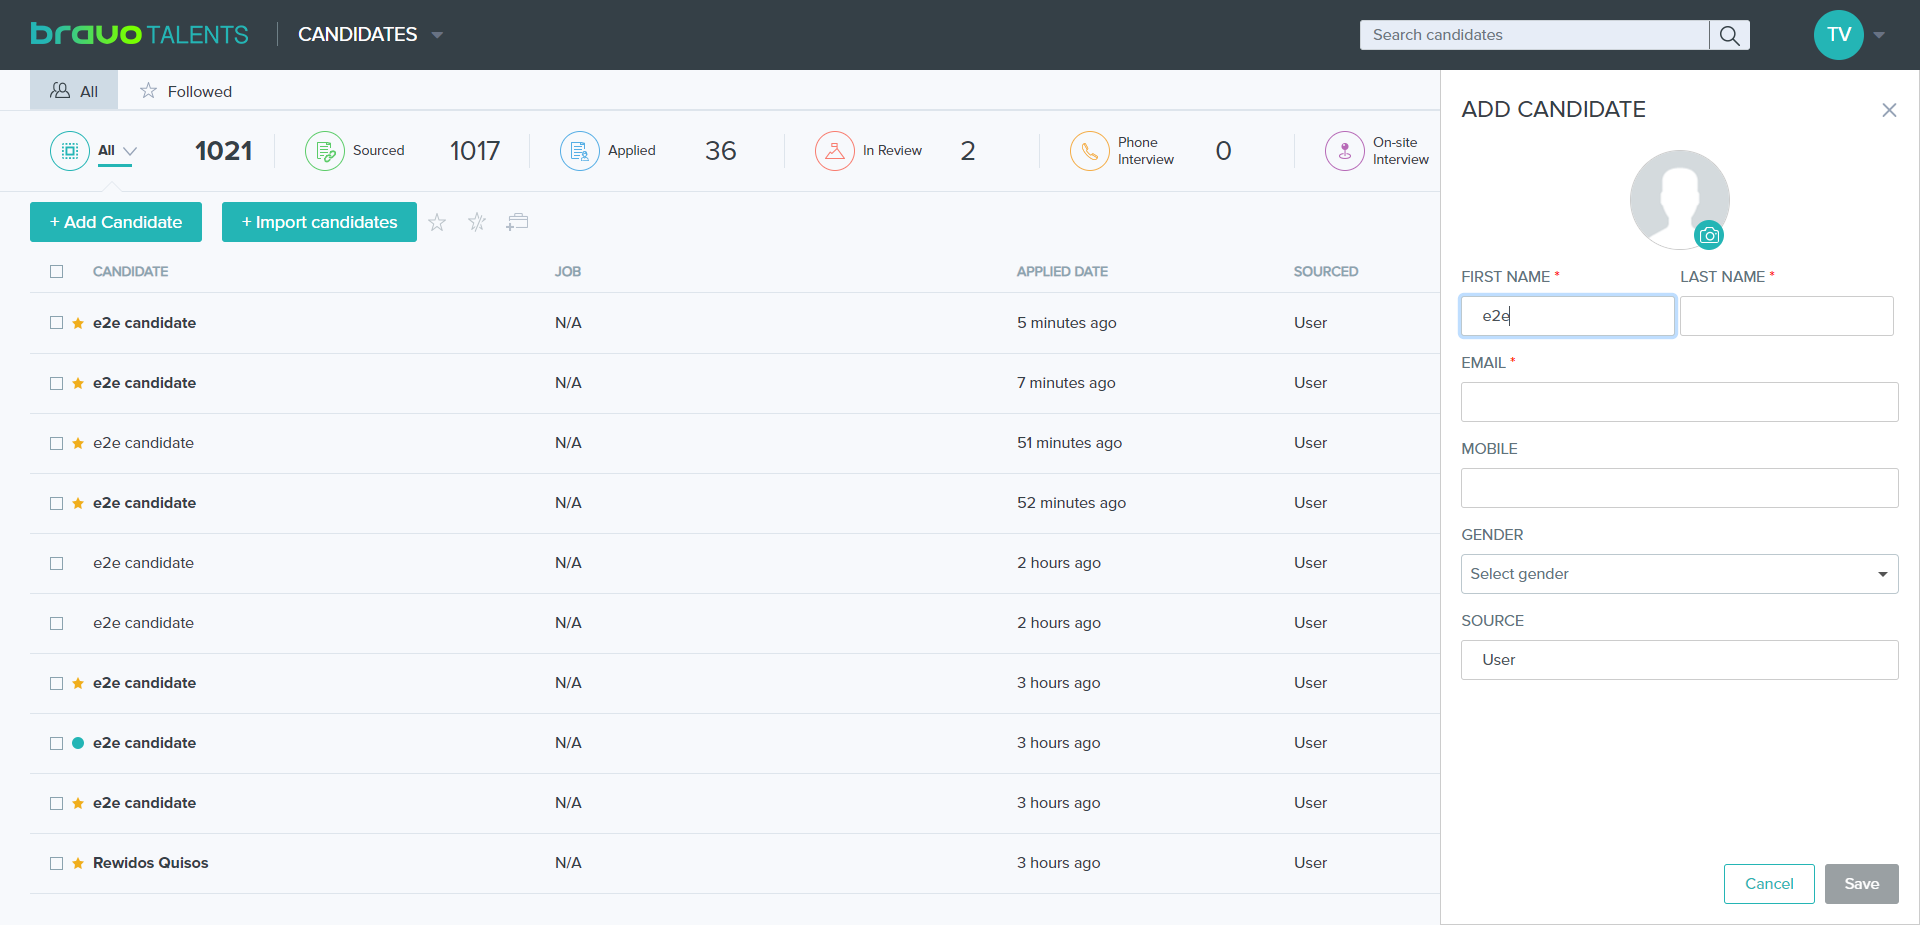 bravo TALENTS
CANDIDATES
Search candidates
TV
All
Followed
All
1021
Sourced
1017
Applied
36
In Review
2
Phone
Interview
0
On-site
Interview
+ Add Candidate
+ Import candidates
CANDIDATE JOB APPLIED DATE SOURCED
e2e candidate N/A 5 minutes ago User
e2e candidate N/A 7 minutes ago User
e2e candidate N/A 51 minutes ago User
e2e candidate N/A 52 minutes ago User
e2e candidate N/A 2 hours ago User
e2e candidate N/A 2 hours ago User
e2e candidate N/A 3 hours ago User
e2e candidate N/A 3 hours ago User
e2e candidate N/A 3 hours ago User
Rewidos Quisos N/A 3 hours ago User
ADD CANDIDATE
FIRST NAME * LAST NAME *
e2e
EMAIL *
MOBILE
GENDER
Select gender
SOURCE
User
Cancel Save